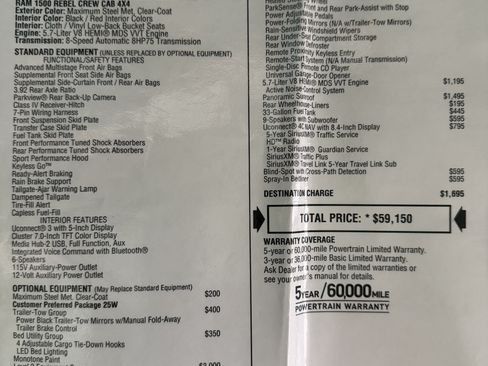 RAM 1500 REBEL CREW CAB 4X4
Exterior Color: Maximum Steel Met. Clear-Coat
Interior Color: Black / Red Interior Colors
Interior: Cloth / Vinyl Low-Back Bucket Seats
Engine: 5.7-Liter V8 HEMI® MDS VVT Engine
Transmission: 8-Speed Automatic 8HP75 Transmission
STANDARD EQUIPMENT (UNLESS REPLACED BY OPTIONAL EQUIPMENT)
FUNCTIONAL/SAFETY FEATURES
Advanced Multistage Front Air Bags
Supplemental Front Seat Side Air Bags
Supplemental Side-Curtain Front / Rear Air Bags
3.92 Rear Axle Ratio
Parkview® Rear Back-Up Camera
Class IV Receiver-Hitch
7-Pin Wiring Harness
Front Suspension Skid Plate
Transfer Case Skid Plate
Fuel Tank Skid Plate
Front Performance Tuned Shock Absorbers
Rear Performance Tuned Shock Absorbers
Sport Performance Hood
Keyless Go™
Ready-Alert Braking
Rain Brake Support
Tailgate-Ajar Warning Lamp
Dampened Tailgate
Tire-Fill Alert
Capless Fuel-Fill
INTERIOR FEATURES
Uconnect® 3 with 5-Inch Display
Cluster 7.0-Inch TFT Color Display
Media Hub-2 USB, Full Function, Aux
Integrated Voice Command with Bluetooth®
6-Speakers
115V Auxiliary-Power Outlet
12-Volt Auxiliary Power Outlet
OPTIONAL EQUIPMENT (May Replace Standard Equipment)
Maximum Steel Met. Clear-Coat $200
Customer Preferred Package 25W
Trailer-Tow Group $400
Power Black Trailer-Tow Mirrors w/Manual Fold-Away
Trailer Brake Control
Bed Utility Group $350
4 Adjustable Cargo Tie-Down Hooks
LED Bed Lighting
Monotone Paint
$3,000
ParkSense® Front and Rear Park-Assist with Stop
Power Adjustable Pedals
Power-Folding Mirrors (N/A w/Trailer-Tow Mirrors)
Rain-Sensitive Windshield Wipers
Rear Under-Seat Compartment Storage
Rear Window Defroster
Remote Proximity Keyless Entry
Remote-Start System (N/A Manual Transmission)
Single-Disc Remote CD Player
Universal Garage-Door Opener
5.7-Liter V8 HEMI® MDS VVT Engine $1,195
Active Noise Control System
Panoramic Sunroof $1,495
Rear Wheelhouse-Liners $195
33-Gallon Fuel Tank $445
9-Speakers with Subwoofer $595
Uconnect® 4C NAV with 8.4-Inch Display $795
5-Year SiriusXM® Traffic Service
HD™ Radio
1-Year SiriusXM® Guardian Service
SiriusXM® Traffic Plus
SiriusXM® Travel Link 5-Year Travel Link Sub
Blind-Spot with Cross-Path Detection $595
Spray-In Bedliner $595
DESTINATION CHARGE $1,695
TOTAL PRICE: * $59,150
WARRANTY COVERAGE
5-year or 60,000-mile Powertrain Limited Warranty.
3-year or 36,000-mile Basic Limited Warranty.
Ask Dealer for a copy of the limited warranties or
see your owner's manual for details.
5YEAR/60,000MILE
POWERTRAIN WARRANTY